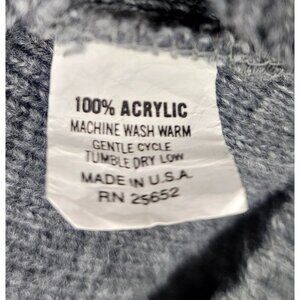 100% ACRYLIC
MACHINE WASH WARM
GENTLE CYCLE
TUMBLE DRY LOW
MADE IN U.S.A.
RN 25652